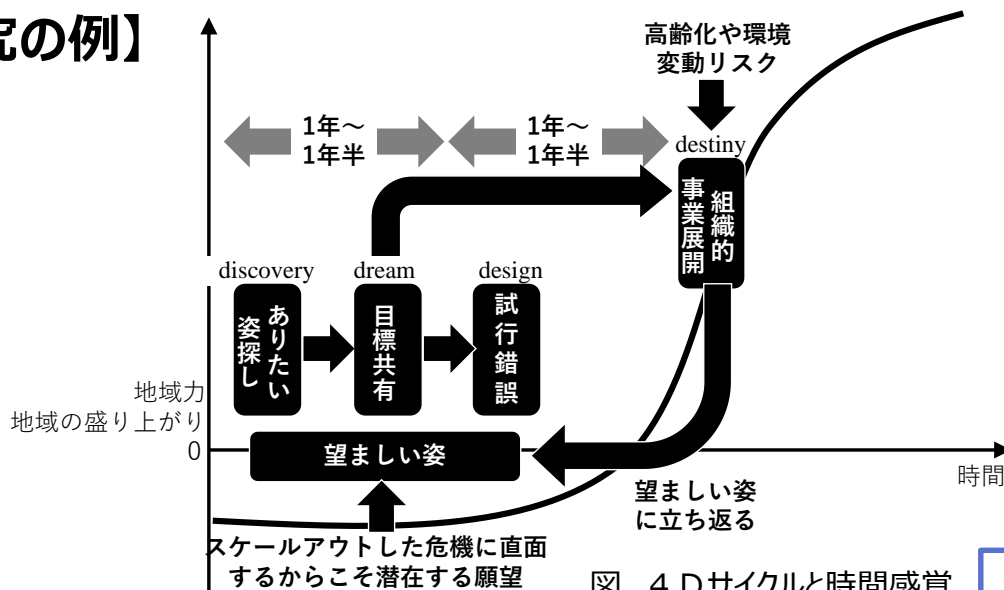 究の例】
高齢化や環境
変動リスク
1年～
1年半
1年～
1年半
destiny
組織的
事業展開
discovery
dream
design
ありたい
姿探し
目標共有
試行錯誤
地域力
地域の盛り上がり
0
望ましい姿
時間
望ましい姿
に立ち返る
スケールアウトした危機に直面
するからこそ潜在する願望
図 4Dサイクルと時間感覚